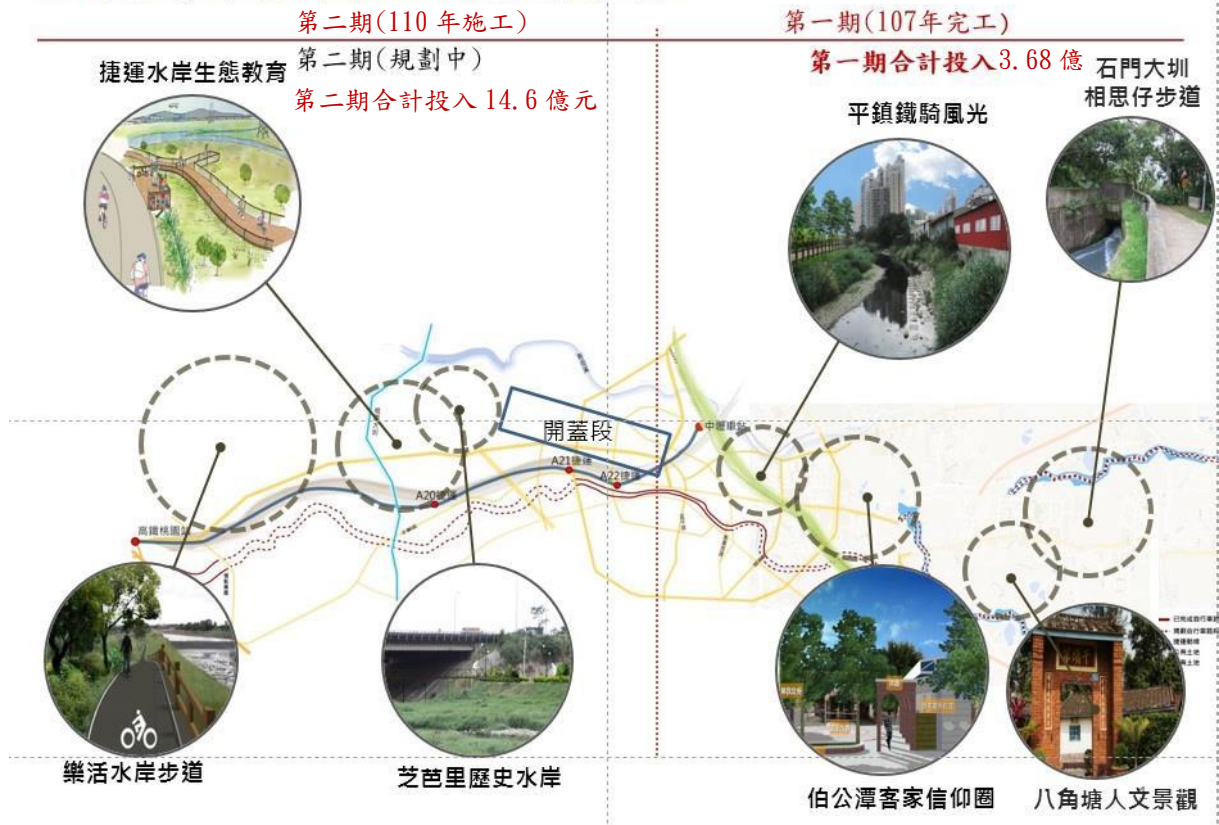 第二期(110 年施工)
第一期(107年完工)
第二期(規劃中)
第一期合計投入3.68 億
第二期合計投入 14.6 億元
捷運水岸生態教育
平鎮鐵騎風光
石門大圳
相思仔步道
開蓋段
中壢車站
A21捷運
A22捷運
A20捷運
高鐵桃園站
樂活水岸步道
芝芭里歷史水岸
伯公潭客家信仰圈
八角塘人文景觀